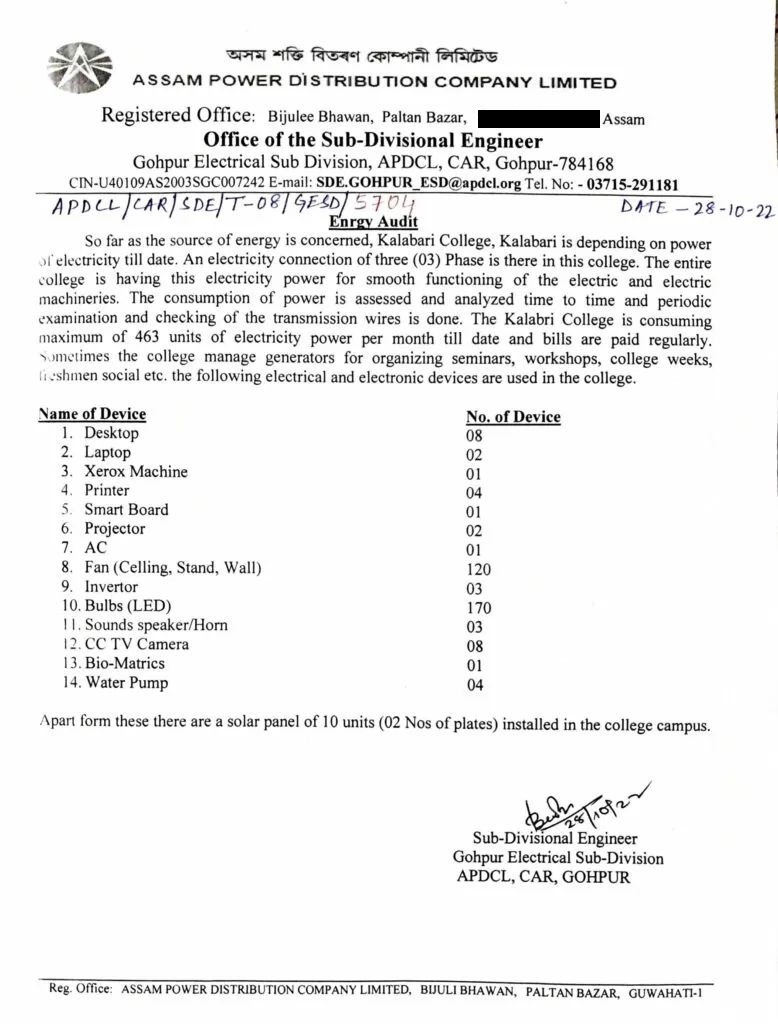 অসম শক্তি বিতৰণ কোম্পানী লিমিটেড
ASSAM POWER DISTRIBUTION COMPANY LIMITED
Registered Office: Bijulee Bhawan, Paltan Bazar, Assam
Office of the Sub-Divisional Engineer
Gohpur Electrical Sub Division, APDCL, CAR, Gohpur-784168
CIN-U40109AS2003SGC007242 E-mail: SDE.GOHPUR_ESD@apdcl.org Tel. No: - 03715-291181
APDCL/CAR/SDE/T-08/GESD/5704 DATE - 28-10-22
Enrgy Audit
So far as the source of energy is concerned, Kalabari College, Kalabari is depending on power
of electricity till date. An electricity connection of three (03) Phase is there in this college. The entire
college is having this electricity power for smooth functioning of the electric and electric
machineries. The consumption of power is assessed and analyzed time to time and periodic
examination and checking of the transmission wires is done. The Kalabri College is consuming
maximum of 463 units of electricity power per month till date and bills are paid regularly.
Sometimes the college manage generators for organizing seminars, workshops, college weeks,
freshmen social etc. the following electrical and electronic devices are used in the college.
Name of Device No. of Device
1. Desktop 08
2. Laptop 02
3. Xerox Machine 01
4. Printer 04
5. Smart Board 01
6. Projector 02
7. AC 01
8. Fan (Celling, Stand, Wall) 120
9. Invertor 03
10. Bulbs (LED) 170
11. Sounds speaker/Horn 03
12. CC TV Camera 08
13. Bio-Matrics 01
14. Water Pump 04
Apart form these there are a solar panel of 10 units (02 Nos of plates) installed in the college campus.
28/10/22
Sub-Divisional Engineer
Gohpur Electrical Sub-Division
APDCL, CAR, GOHPUR
Reg. Office: ASSAM POWER DISTRIBUTION COMPANY LIMITED, BIJULI BHAWAN, PALTAN BAZAR, GUWAHATI-1